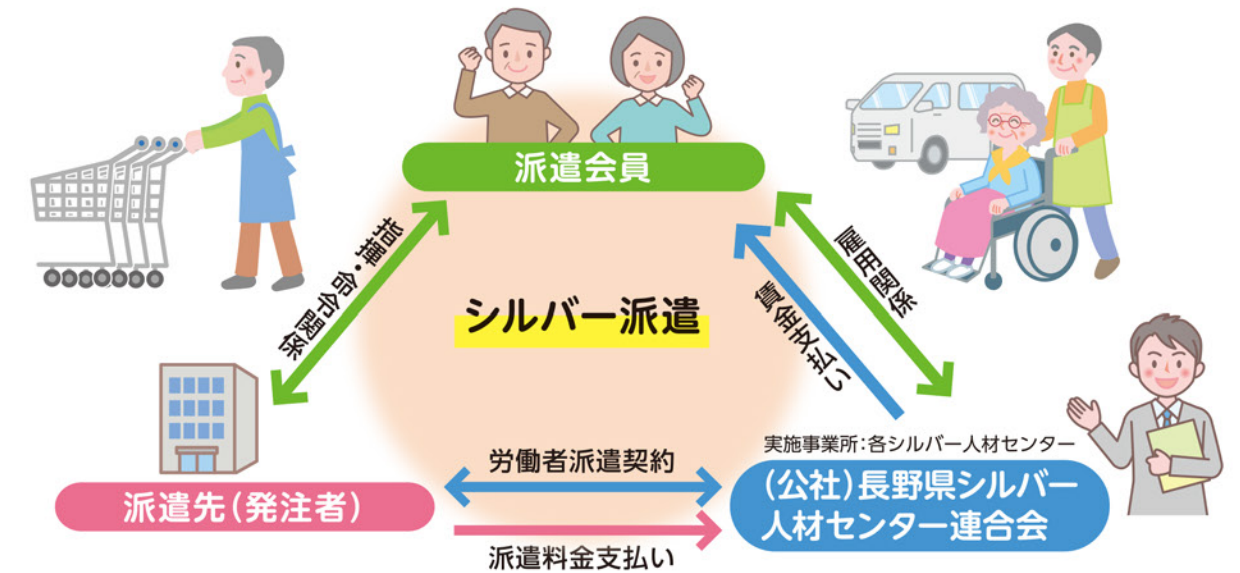 派遣会員
指揮・命令関係
シルバー派遣
雇用関係
賃金支払い
労働者派遣契約
実施事業所：各シルバー人材センター
派遣先（発注者）
（公社）長野県シルバー
人材センター連合会
派遣料金支払い